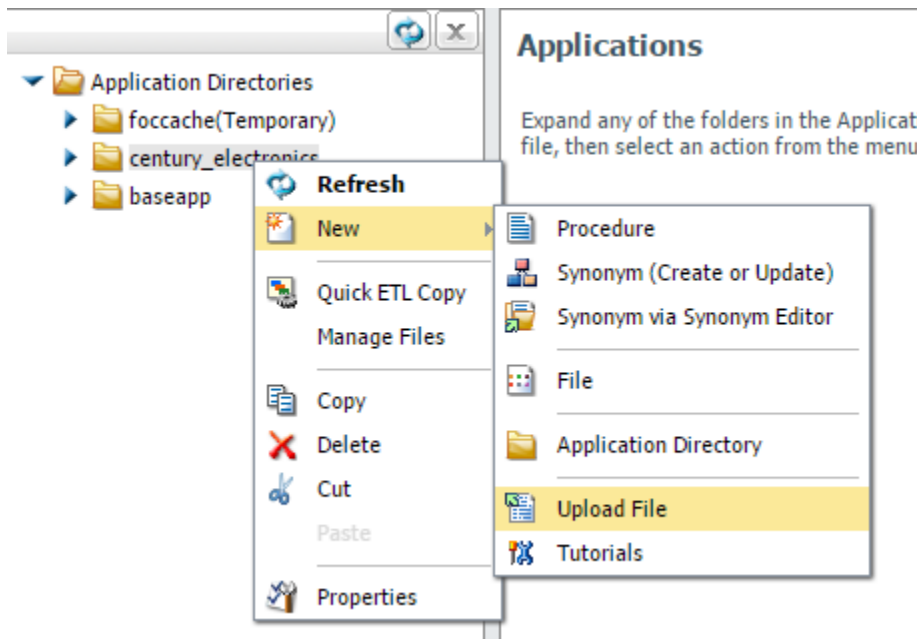 Applications
Application Directories
foccache(Temporary)
century_electronics
baseapp
Expand any of the folders in the Applicat
file, then select an action from the menu
Refresh
New
Quick ETL Copy
Manage Files
Copy
Delete
Cut
Paste
Properties
Procedure
Synonym (Create or Update)
Synonym via Synonym Editor
File
Application Directory
Upload File
Tutorials